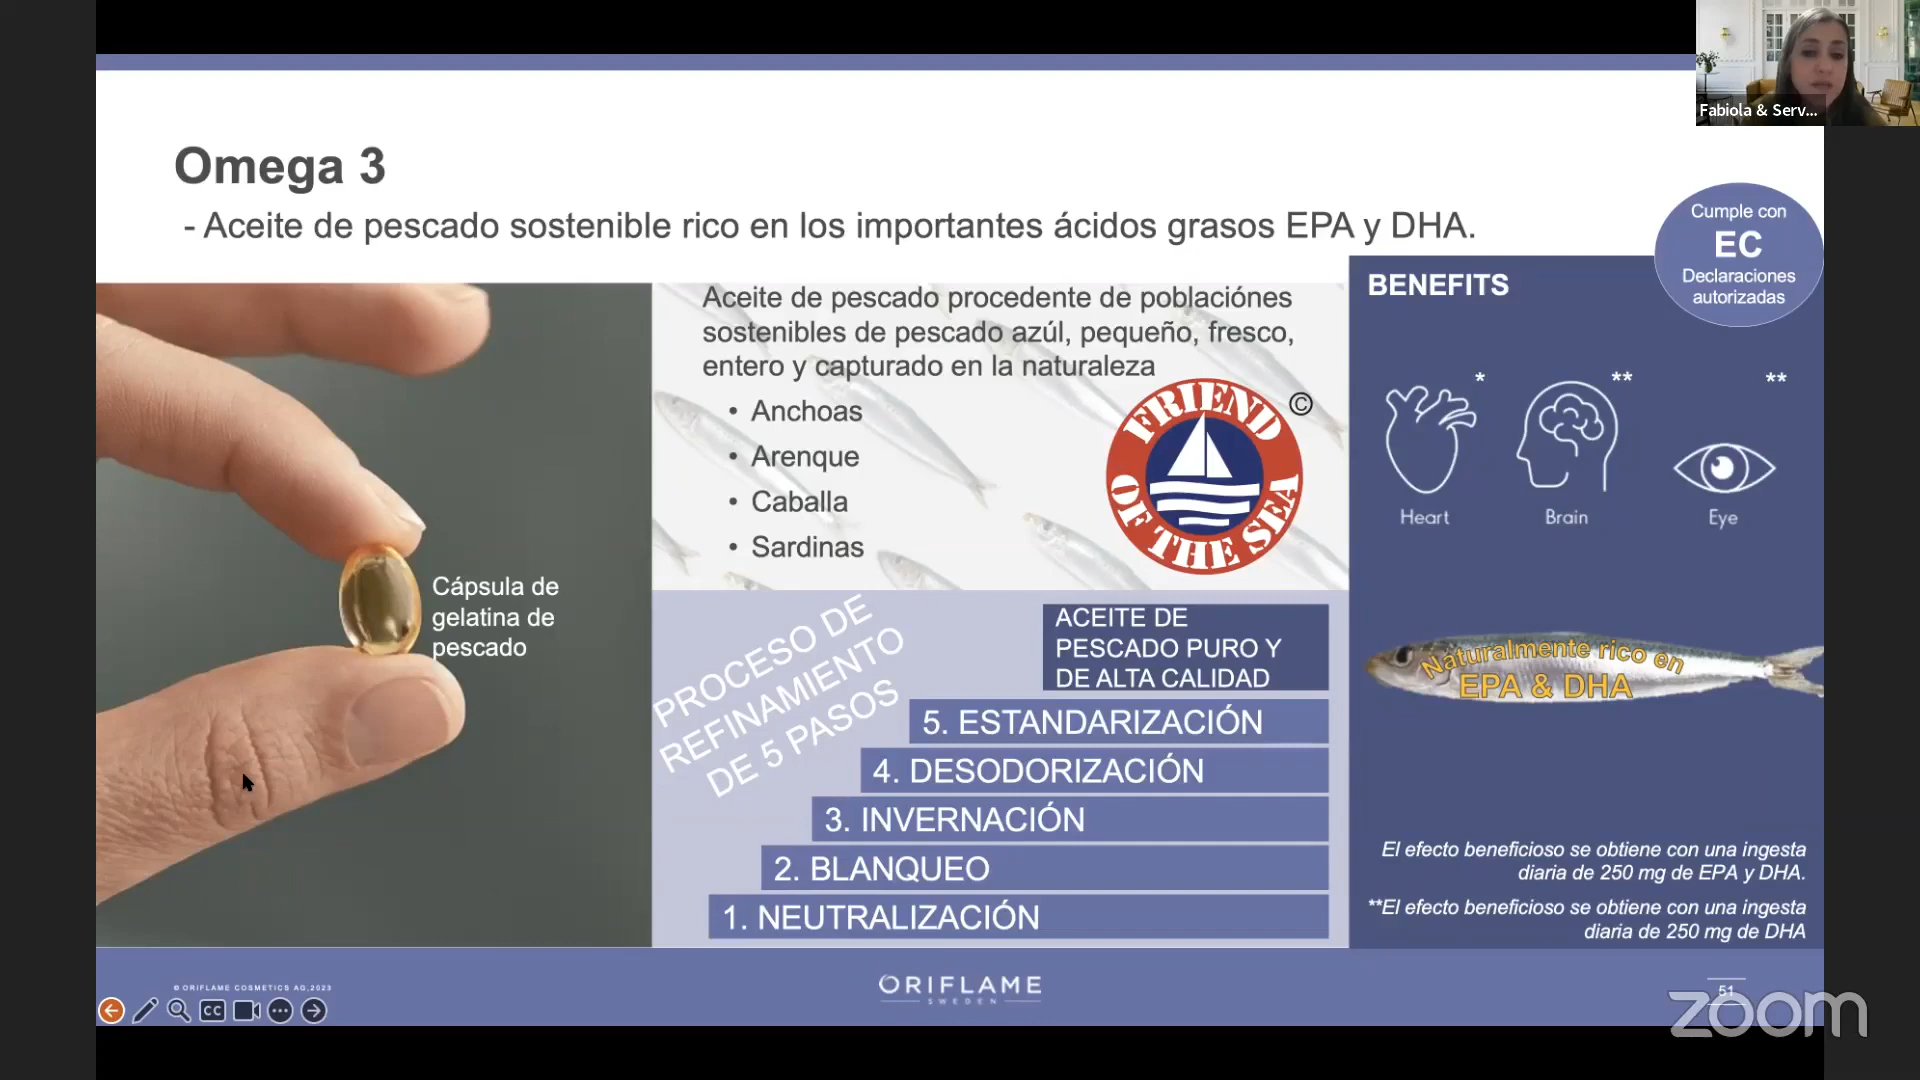 Fabiola & Serv...
Omega 3
- Aceite de pescado sostenible rico en los importantes ácidos grasos EPA y DHA.
Cumple con
EC
Declaraciones
autorizadas
Cápsula de
gelatina de
pescado
Aceite de pescado procedente de poblaciónes
sostenibles de pescado azúl, pequeño, fresco,
entero y capturado en la naturaleza
• Anchoas
• Arenque
• Caballa
• Sardinas
FRIEND
OF THE SEA
©
PROCESO DE
REFINAMIENTO
DE 5 PASOS
ACEITE DE
PESCADO PURO Y
DE ALTA CALIDAD
5. ESTANDARIZACIÓN
4. DESODORIZACIÓN
3. INVERNACIÓN
2. BLANQUEO
1. NEUTRALIZACIÓN
BENEFITS
* ** **
Heart Brain Eye
Naturalmente rico en
EPA & DHA
El efecto beneficioso se obtiene con una ingesta
diaria de 250 mg de EPA y DHA.
**El efecto beneficioso se obtiene con una ingesta
diaria de 250 mg de DHA
© ORIFLAME COSMETICS AG,2023
CC
ORIFLAME
SWEDEN
51
zoom